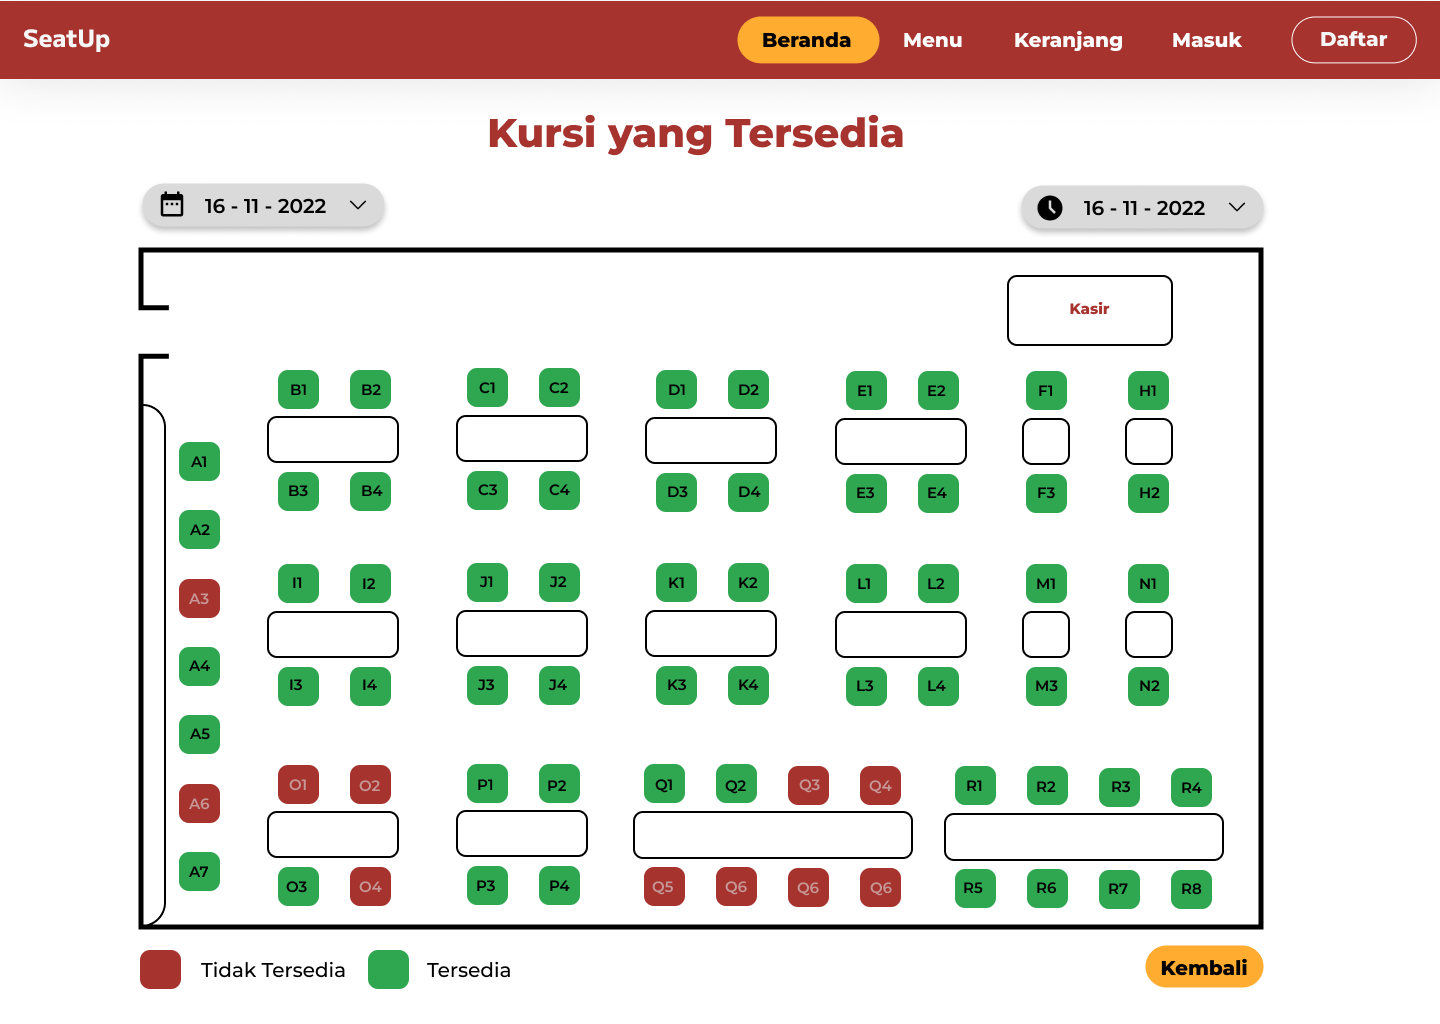 SeatUp Beranda Menu Keranjang Masuk Daftar
Kursi yang Tersedia
16 - 11 - 2022 16 - 11 - 2022
Kasir
B1 B2 C1 C2 D1 D2 E1 E2 F1 H1
A1
B3 B4 C3 C4 D3 D4 E3 E4 F3 H2
A2
I1 I2 J1 J2 K1 K2 L1 L2 M1 N1
A3
A4
I3 I4 J3 J4 K3 K4 L3 L4 M3 N2
A5
O1 O2 P1 P2 Q1 Q2 Q3 Q4 R1 R2 R3 R4
A6
A7
O3 O4 P3 P4 Q5 Q6 Q6 Q6 R5 R6 R7 R8
Tidak Tersedia Tersedia Kembali